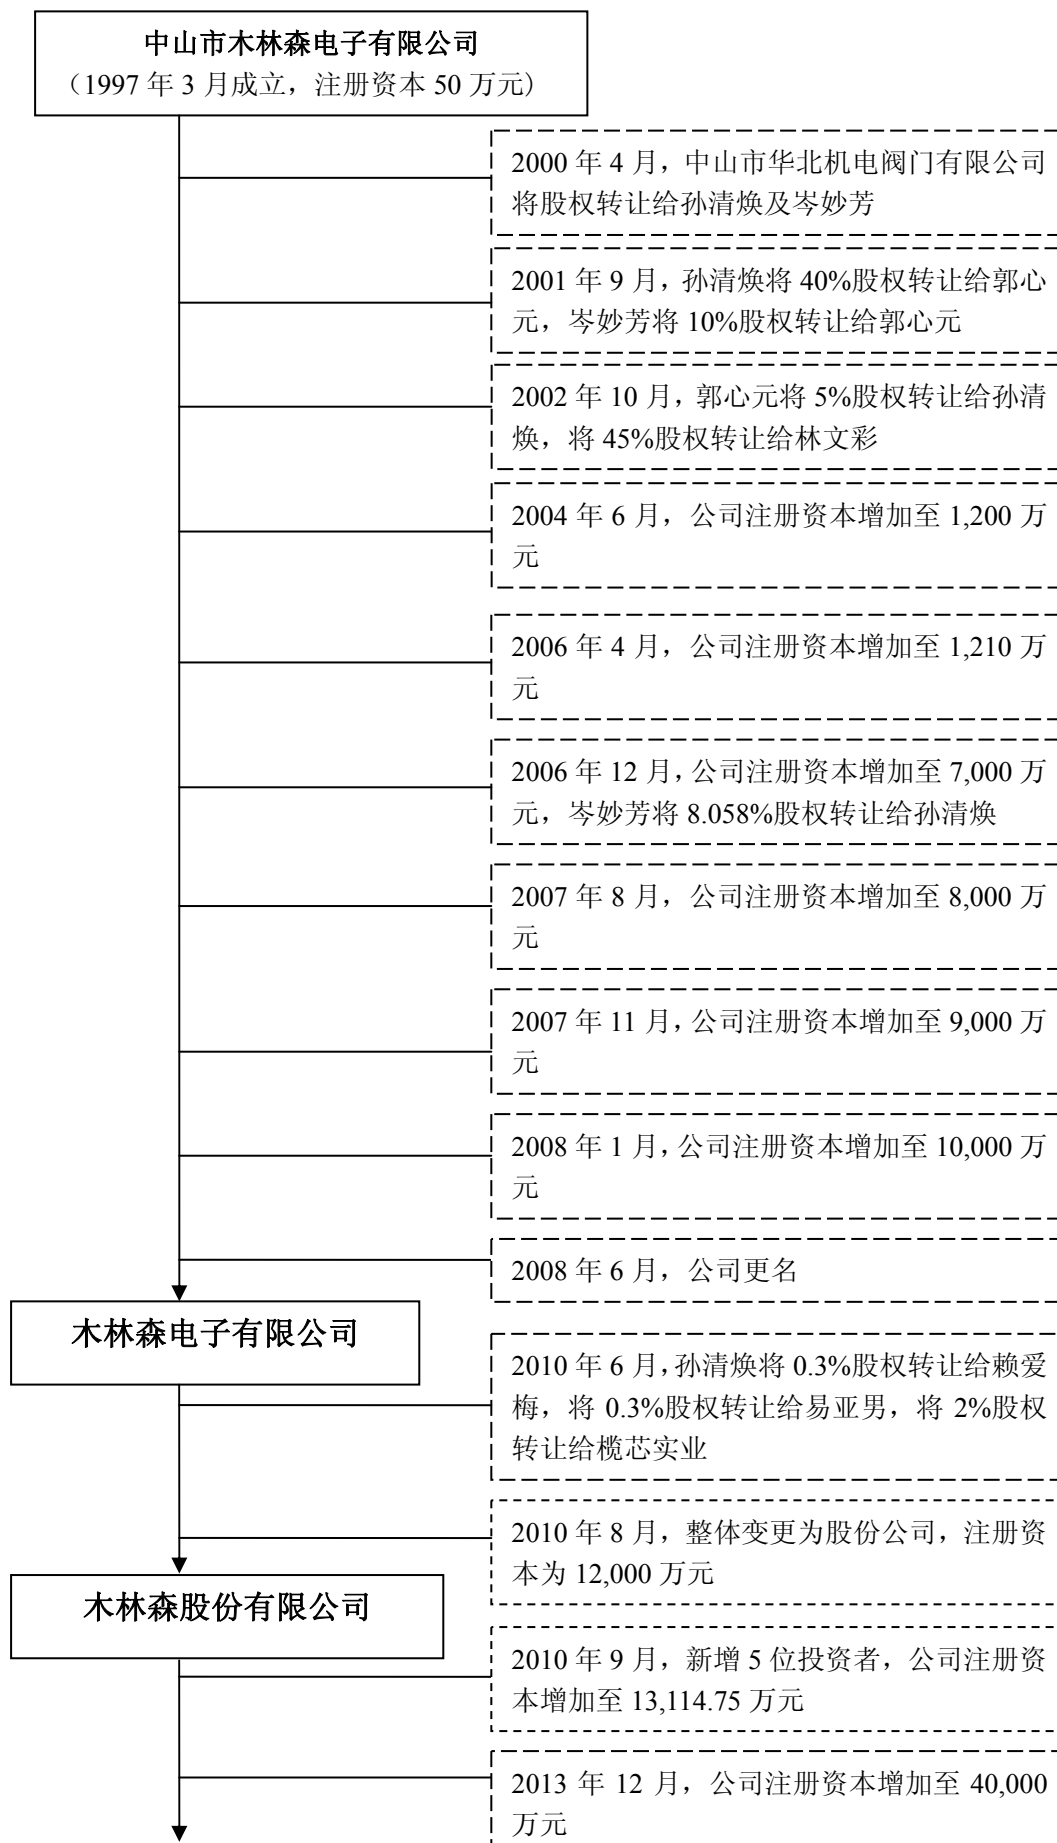 中山市木林森电子有限公司
（1997 年 3 月成立，注册资本 50 万元）
2000 年 4 月，中山市华北机电阀门有限公司
将股权转让给孙清焕及岑妙芳
2001 年 9 月，孙清焕将 40%股权转让给郭心
元，岑妙芳将 10%股权转让给郭心元
2002 年 10 月，郭心元将 5%股权转让给孙清
焕，将 45%股权转让给林文彩
2004 年 6 月，公司注册资本增加至 1,200 万
元
2006 年 4 月，公司注册资本增加至 1,210 万
元
2006 年 12 月，公司注册资本增加至 7,000 万
元，岑妙芳将 8.058%股权转让给孙清焕
2007 年 8 月，公司注册资本增加至 8,000 万
元
2007 年 11 月，公司注册资本增加至 9,000 万
元
2008 年 1 月，公司注册资本增加至 10,000 万
元
2008 年 6 月，公司更名
木林森电子有限公司
2010 年 6 月，孙清焕将 0.3%股权转让给赖爱
梅，将 0.3%股权转让给易亚男，将 2%股权
转让给榄芯实业
2010 年 8 月，整体变更为股份公司，注册资
本为 12,000 万元
木林森股份有限公司
2010 年 9 月，新增 5 位投资者，公司注册资
本增加至 13,114.75 万元
2013 年 12 月，公司注册资本增加至 40,000
万元